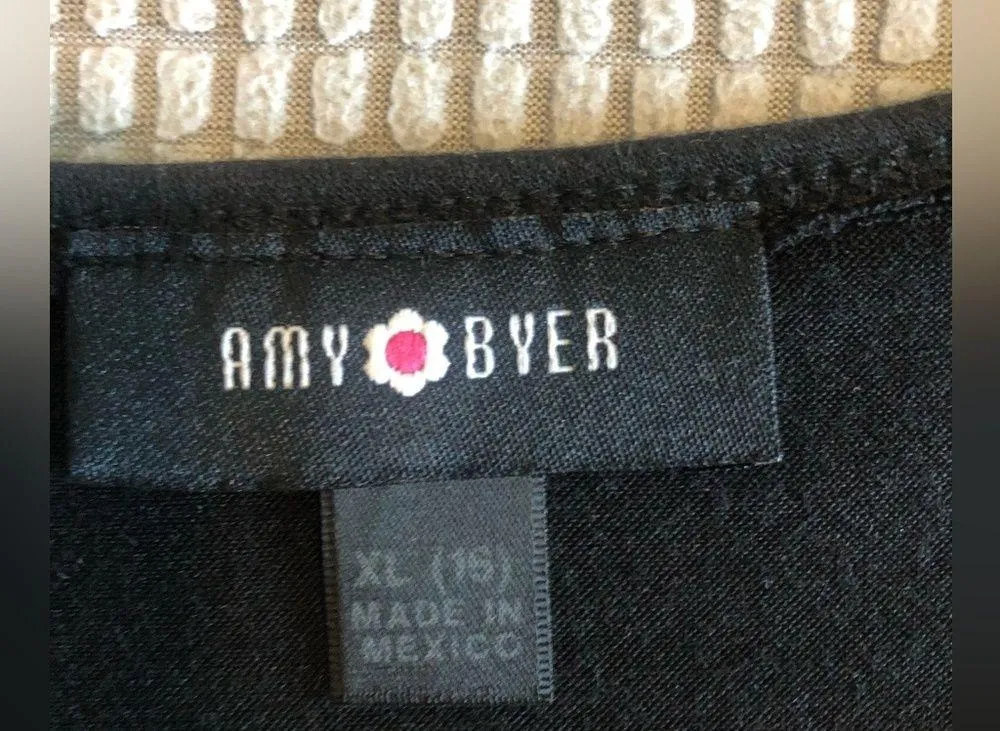 AMY BYER
XL (16)
MADE IN
MEXICO